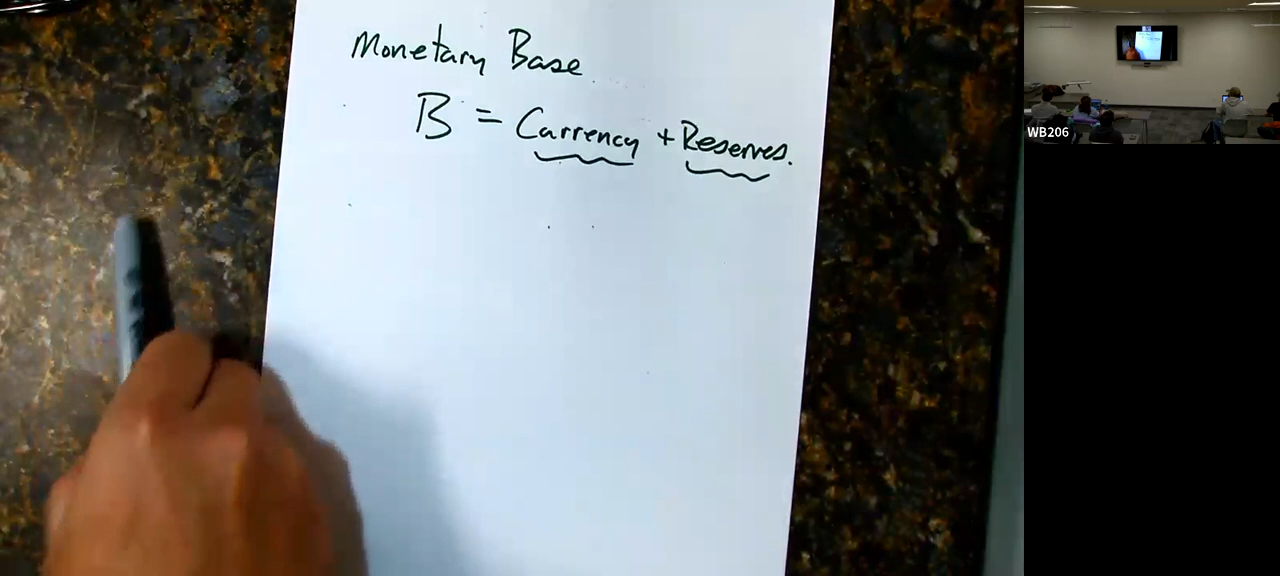 Monetary Base
B = Currency + Reserves.
WB206